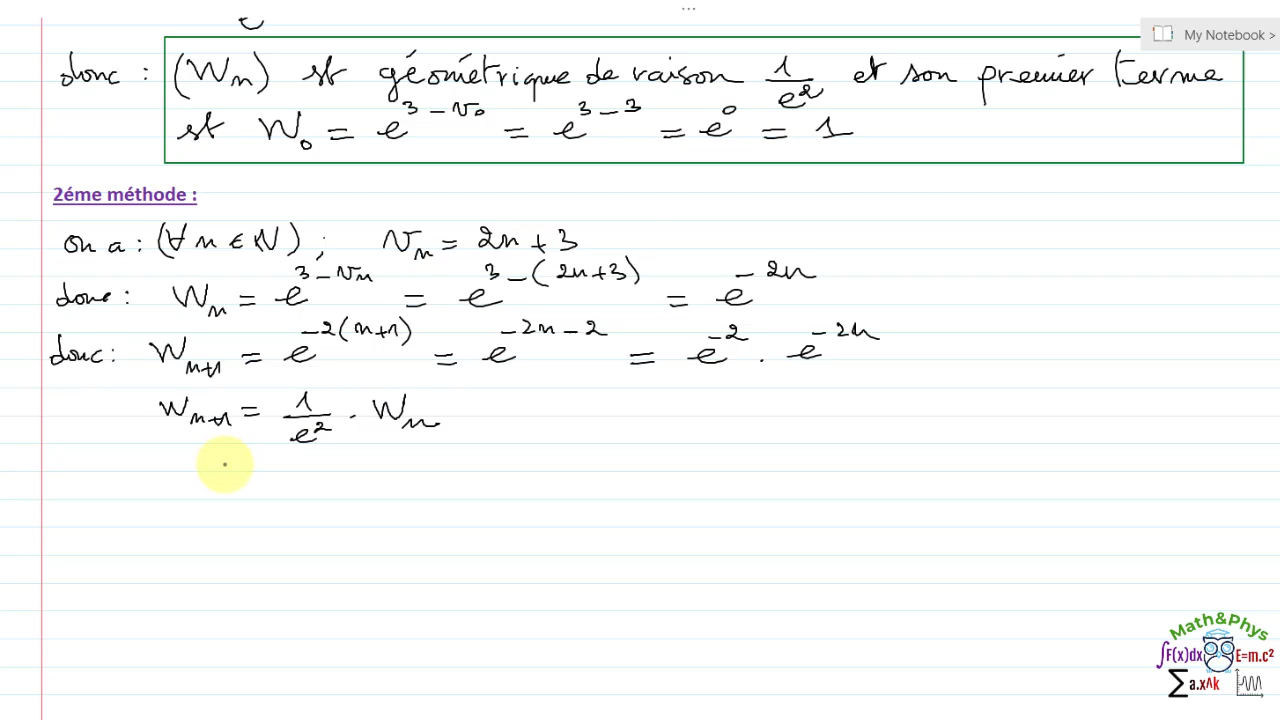 My Notebook >
donc : (Wn) est géométrique de raison 1/e² et son premier terme
est W₀ = e^(3 - v₀) = e^(3 - 3) = e^0 = 1
2éme méthode :
on a : (∀ n ∈ ℕ) ; Vn = 2n + 3
donc : Wn = e^(3 - Vn) = e^(3 - (2n+3)) = e^(-2n)
donc : Wn+1 = e^(-2(n+1)) = e^(-2n-2) = e^(-2) . e^(-2n)
Wn+1 = 1/e² . Wn
Math&Phys
∫F(x)dx E=m.c²
∑a.x^k